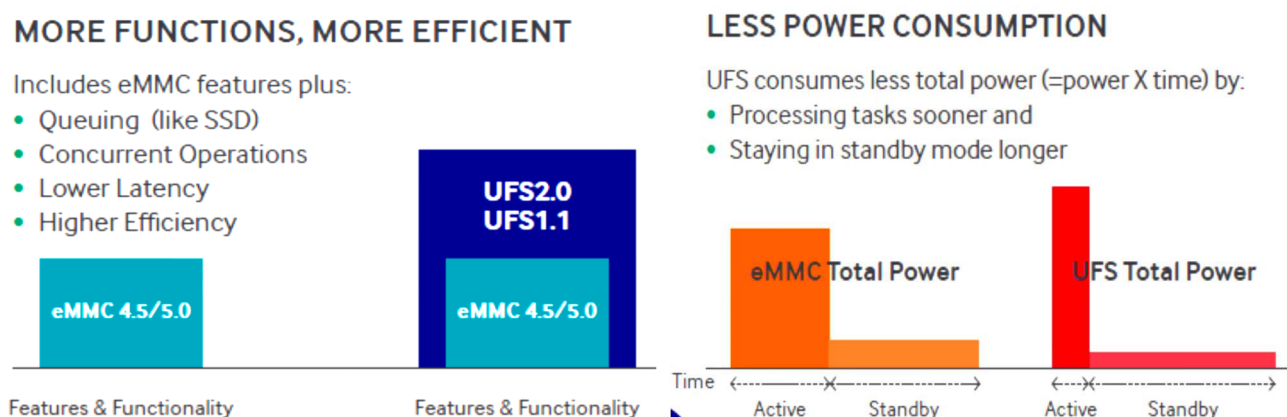 MORE FUNCTIONS, MORE EFFICIENT
Includes eMMC features plus:
• Queuing (like SSD)
• Concurrent Operations
• Lower Latency
• Higher Efficiency
eMMC 4.5/5.0
UFS2.0
UFS1.1
eMMC 4.5/5.0
Features & Functionality
Features & Functionality
LESS POWER CONSUMPTION
UFS consumes less total power (=power X time) by:
• Processing tasks sooner and
• Staying in standby mode longer
eMMC Total Power
UFS Total Power
Time
Active
Standby
Active
Standby